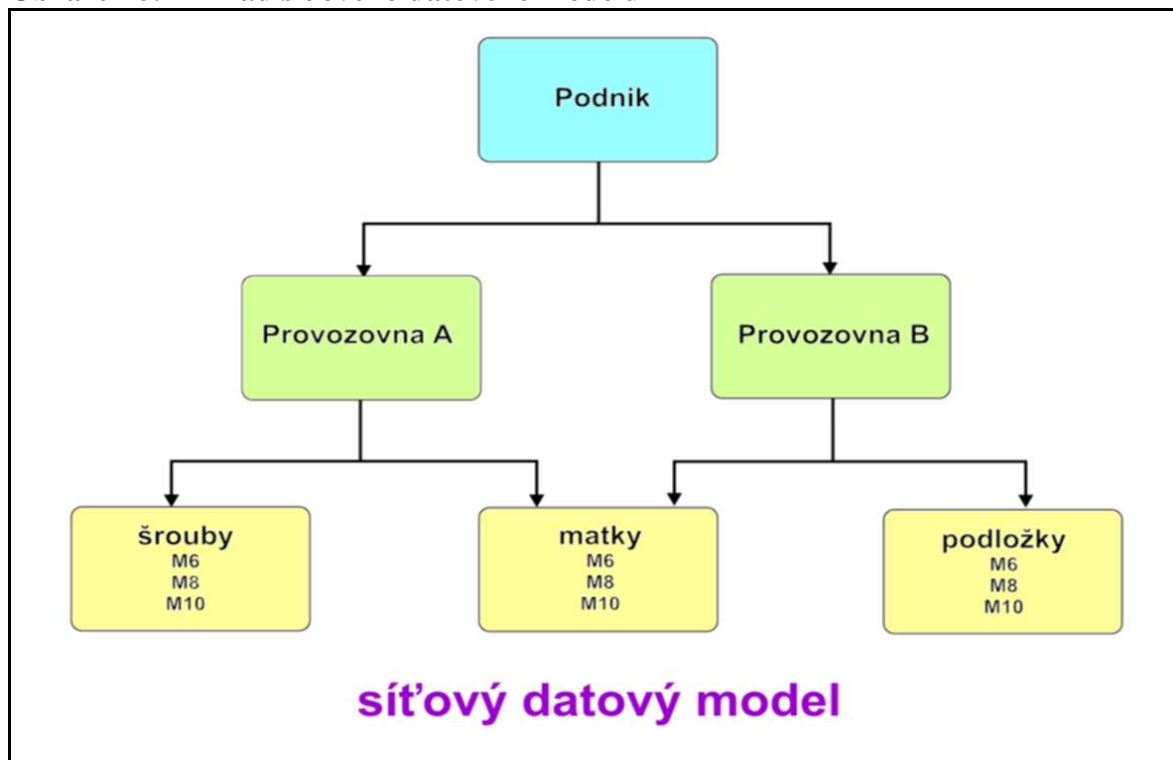 Podnik
Provozovna A
Provozovna B
šrouby
M6
M8
M10
matky
M6
M8
M10
podložky
M6
M8
M10
síťový datový model